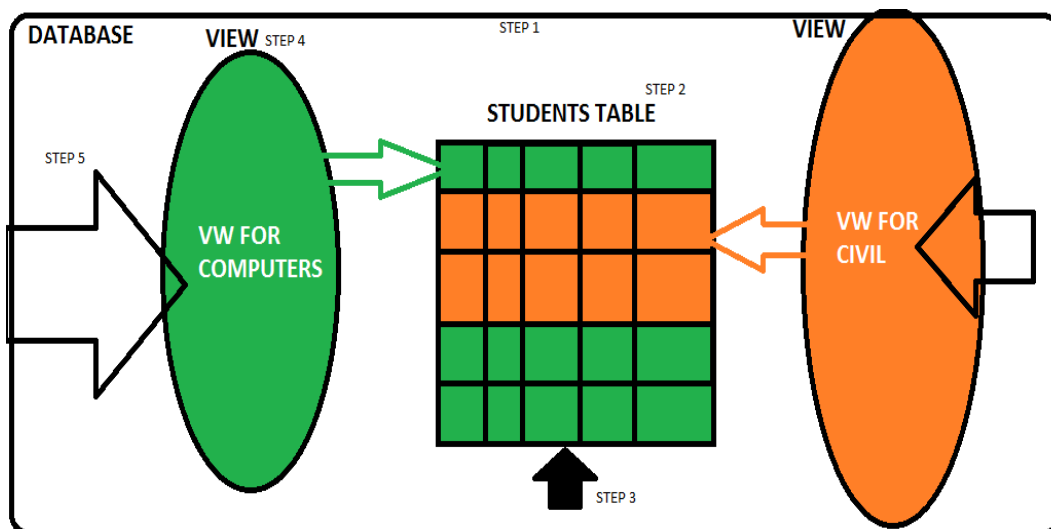 DATABASE
VIEW
STEP 4
STEP 1
VIEW
STEP 2
STUDENTS TABLE
STEP 5
VW FOR
COMPUTERS
VW FOR
CIVIL
STEP 3